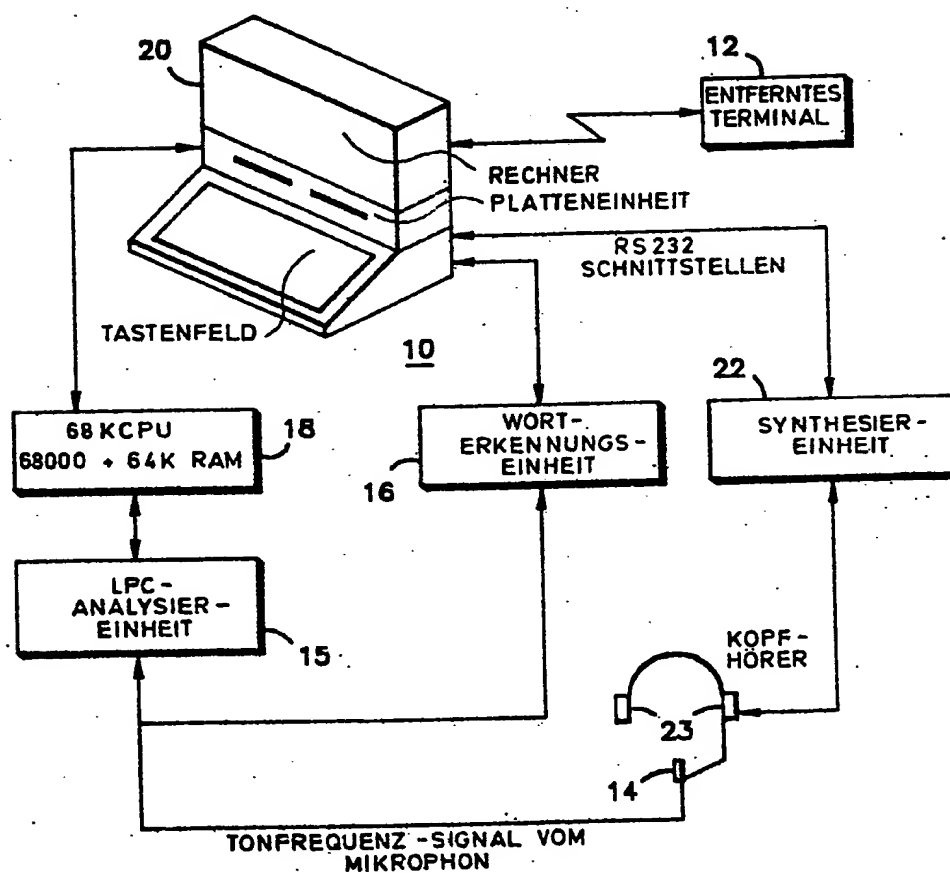 20
12
ENTFERNTES
TERMINAL
RECHNER
PLATTENEINHEIT
RS 232
SCHNITTSTELLEN
TASTENFELD
10
22
68 KCPU
68000 + 64K RAM
18
WORT-
ERKENNUNGS-
EINHEIT
16
SYNTHESIER-
EINHEIT
LPC-
ANALYSIER-
EINHEIT
15
KOPF-
HÖRER
23
14
TONFREQUENZ-SIGNAL VOM
MIKROPHON